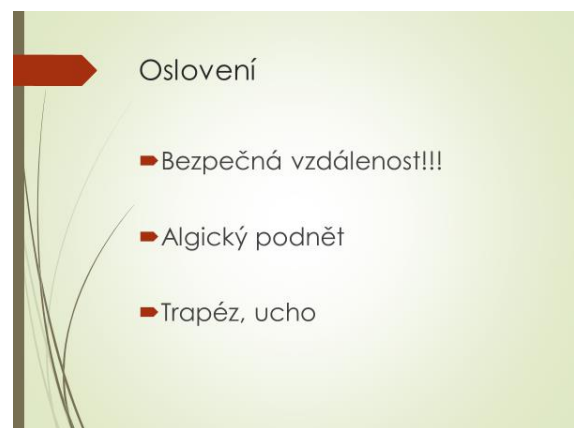 Oslovení
Bezpečná vzdálenost!!!
Algický podnět
Trapéz, ucho